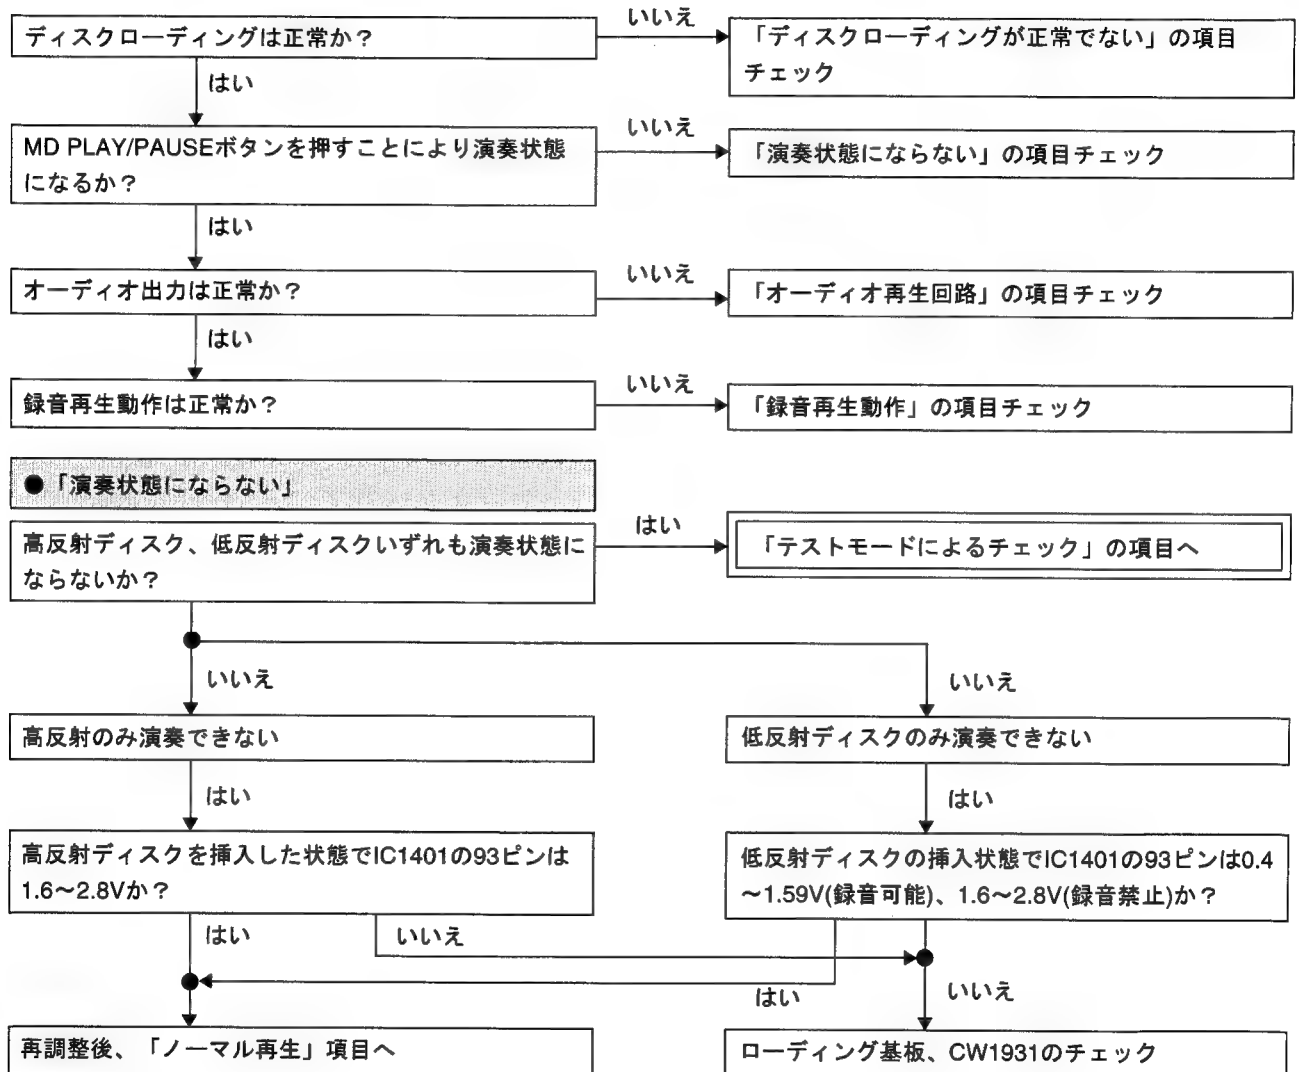 ディスクローディングは正常か？
いいえ
「ディスクローディングが正常でない」の項目
チェック
はい
MD PLAY/PAUSEボタンを押すことにより演奏状態
になるか？
いいえ
「演奏状態にならない」の項目チェック
はい
オーディオ出力は正常か？
いいえ
「オーディオ再生回路」の項目チェック
はい
録音再生動作は正常か？
いいえ
「録音再生動作」の項目チェック
●「演奏状態にならない」
高反射ディスク、低反射ディスクいずれも演奏状態に
ならないか？
はい
「テストモードによるチェック」の項目へ
いいえ
いいえ
高反射のみ演奏できない
低反射ディスクのみ演奏できない
はい
はい
高反射ディスクを挿入した状態でIC1401の93ピンは
1.6～2.8Vか？
低反射ディスクの挿入状態でIC1401の93ピンは0.4
～1.59V(録音可能)、1.6～2.8V(録音禁止)か？
はい
いいえ
はい
いいえ
再調整後、「ノーマル再生」項目へ
ローディング基板、CW1931のチェック